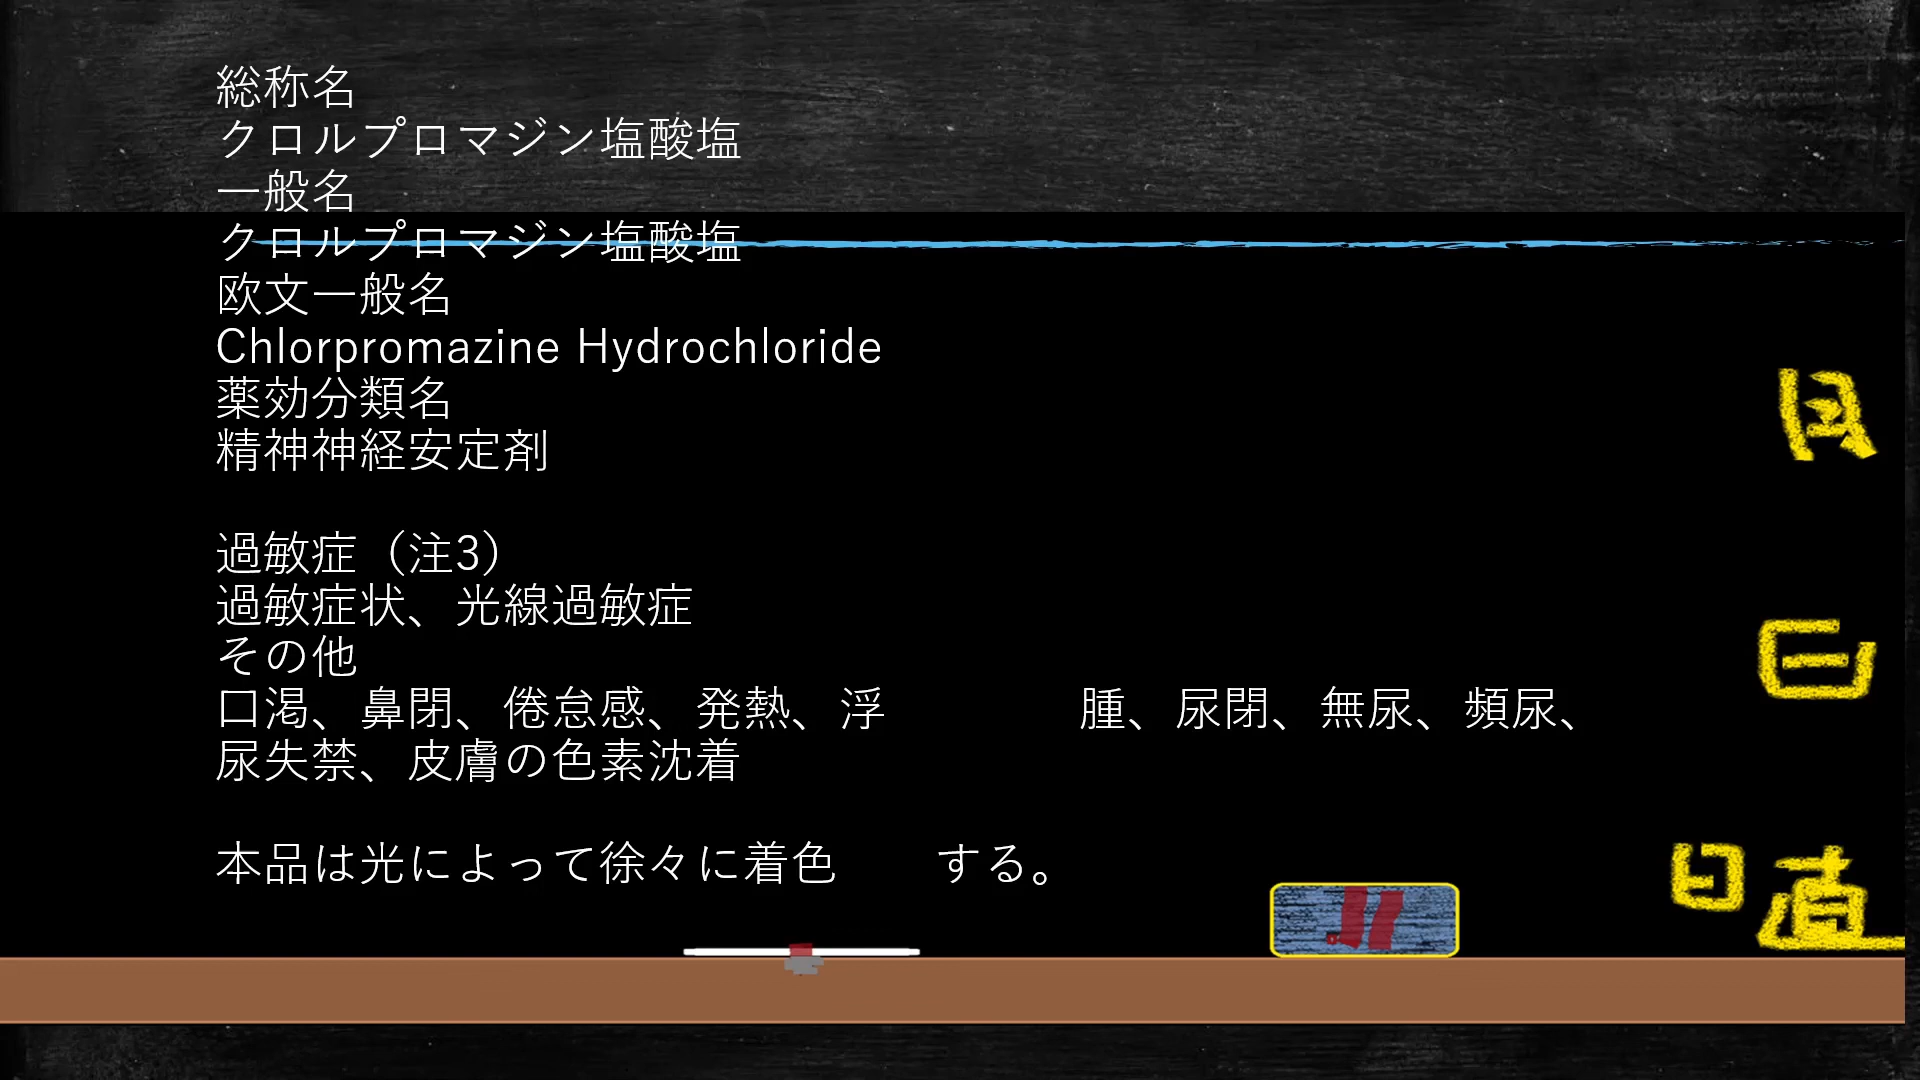 総称名
クロルプロマジン塩酸塩
一般名
クロルプロマジン塩酸塩
欧文一般名
Chlorpromazine Hydrochloride
薬効分類名
精神神経安定剤
過敏症（注3）
過敏症状、光線過敏症
その他
口渇、鼻閉、倦怠感、発熱、浮　　　　腫、尿閉、無尿、頻尿、
尿失禁、皮膚の色素沈着
本品は光によって徐々に着色　　する。
日直